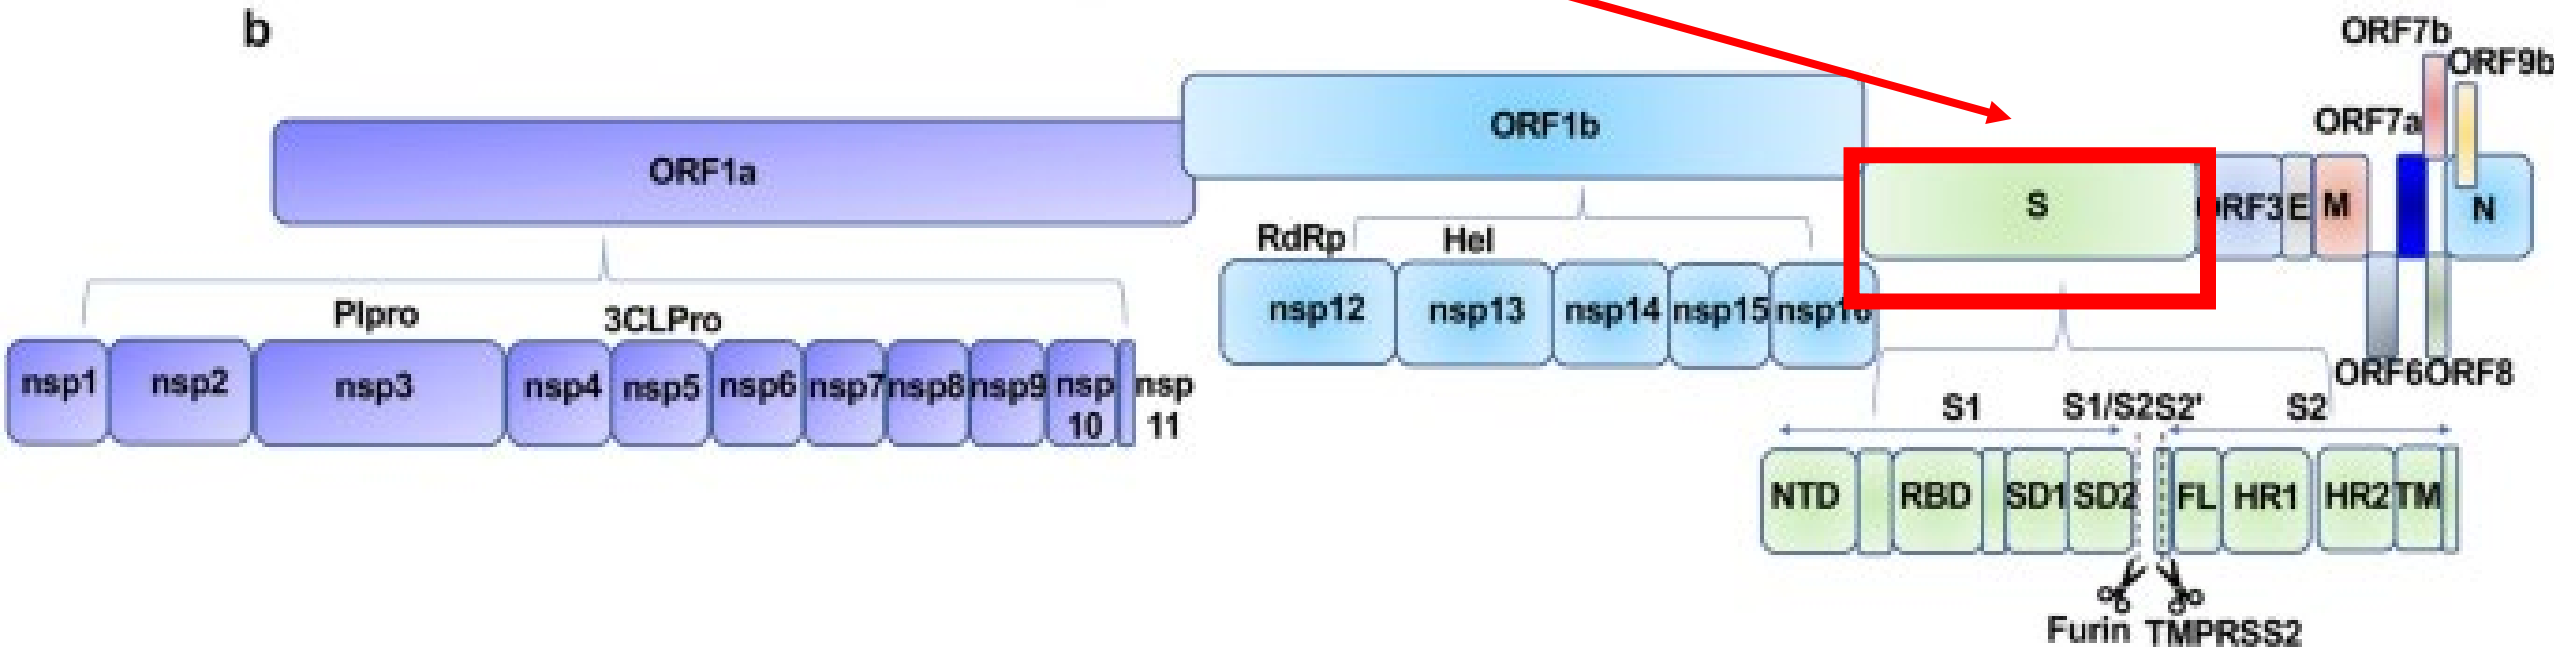 b
ORF7b
ORF9b
ORF7a
ORF1b
ORF1a
S
ORF3
E
M
N
RdRp
Hel
nsp12
nsp13
nsp14
nsp15
nsp16
Plpro
3CLPro
ORF6
ORF8
nsp1
nsp2
nsp3
nsp4
nsp5
nsp6
nsp7
nsp8
nsp9
nsp
10
nsp
11
S1
S1/S2
S2'
S2
NTD
RBD
SD1
SD2
FL
HR1
HR2
TM
Furin
TMPRSS2